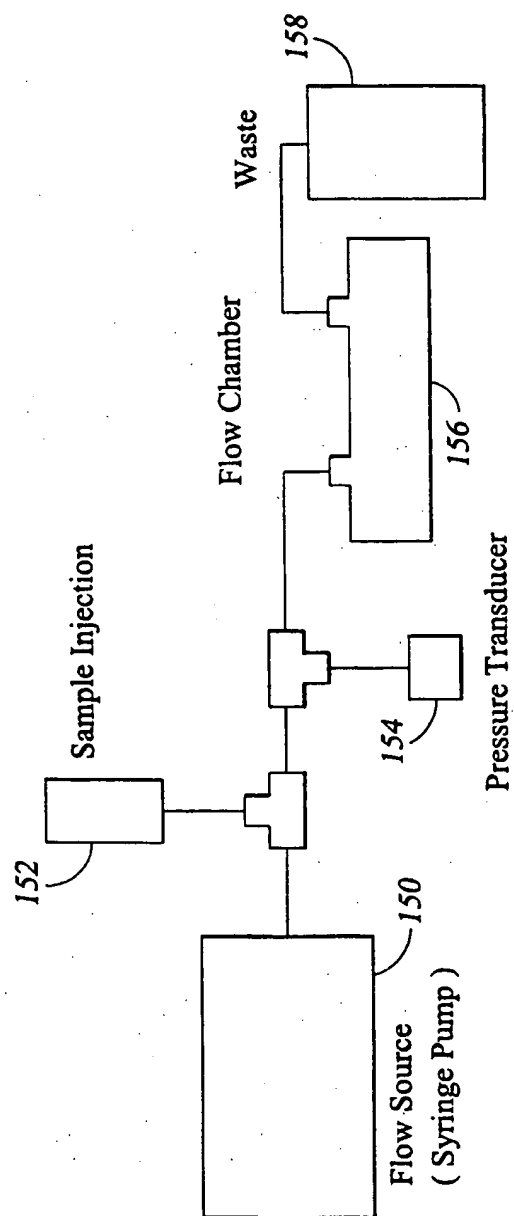 Flow Source
( Syringe Pump )
150
152
Sample Injection
154
Pressure Transducer
Flow Chamber
156
Waste
158